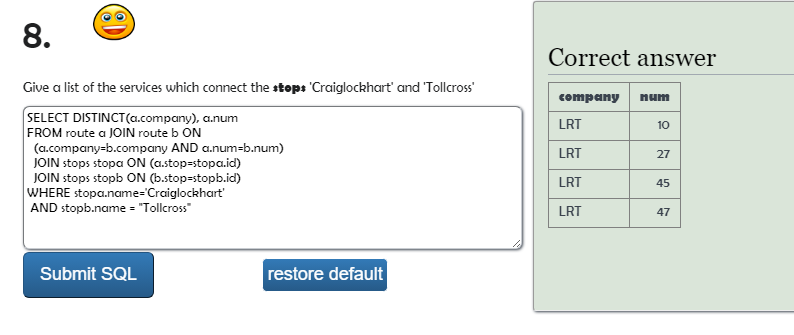 8.
Give a list of the services which connect the stops 'Craiglockhart' and 'Tollcross'
SELECT DISTINCT(a.company), a.num
FROM route a JOIN route b ON
(a.company=b.company AND a.num=b.num)
JOIN stops stopa ON (a.stop=stopa.id)
JOIN stops stopb ON (b.stop=stopb.id)
WHERE stopa.name='Craiglockhart'
AND stopb.name = "Tollcross"
Submit SQL
restore default
Correct answer
company num
LRT 10
LRT 27
LRT 45
LRT 47